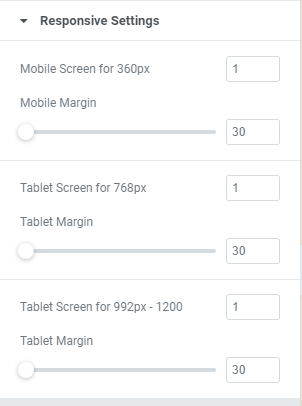 Responsive Settings
Mobile Screen for 360px 1
Mobile Margin
30
Tablet Screen for 768px 1
Tablet Margin
30
Tablet Screen for 992px - 1200 1
Tablet Margin
30